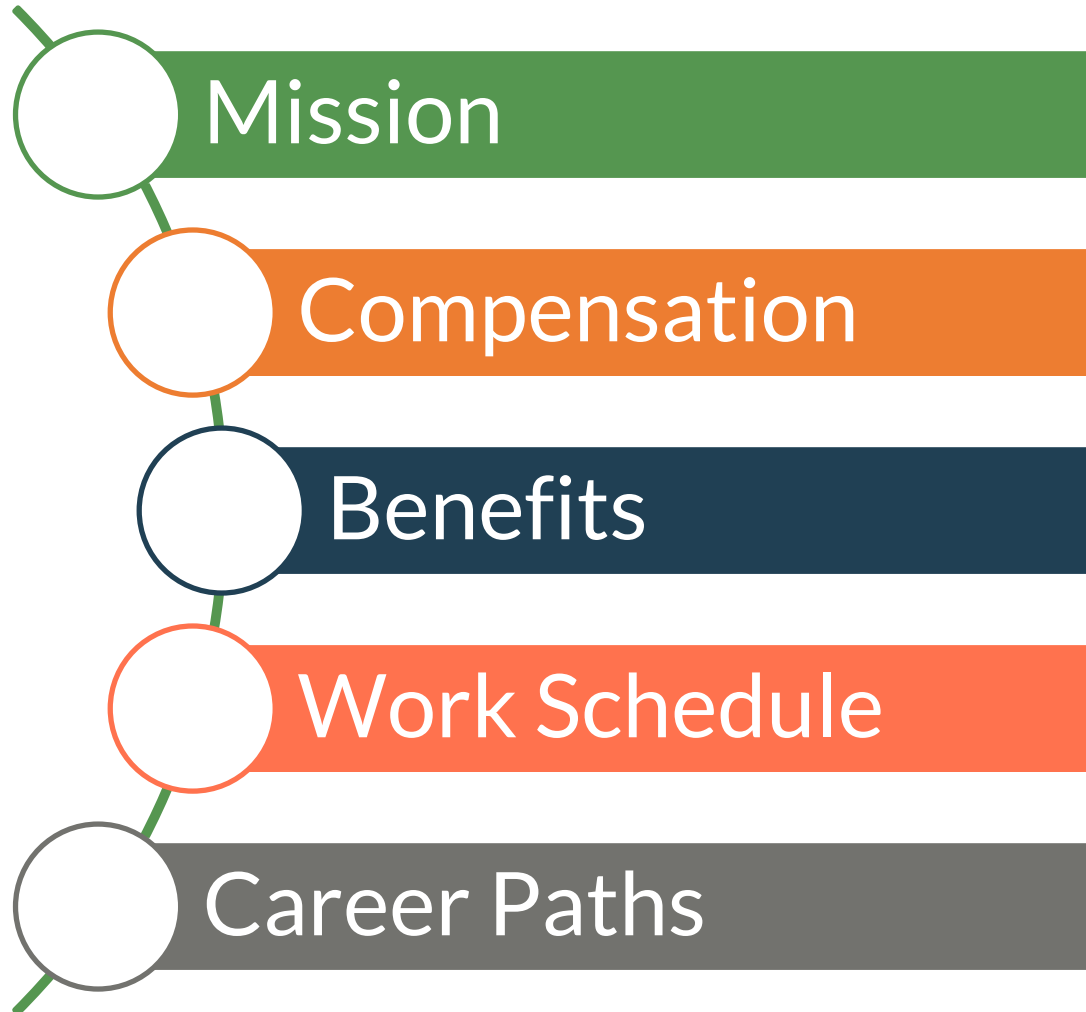 Mission
Compensation
Benefits
Work Schedule
Career Paths